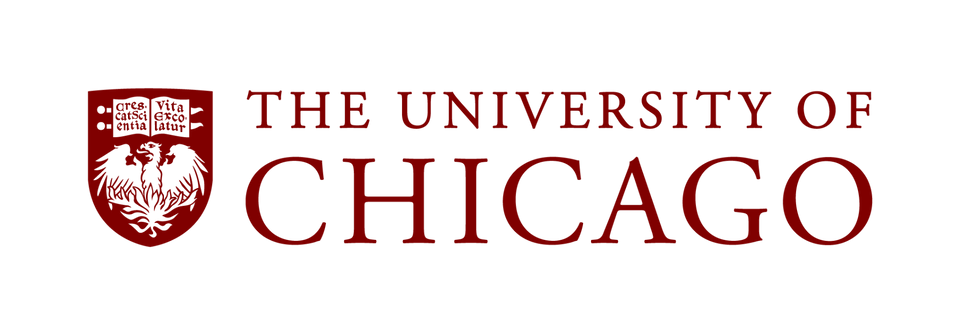 Cres·
catSci
entia
Vita
Exco-
latur
THE UNIVERSITY OF
CHICAGO